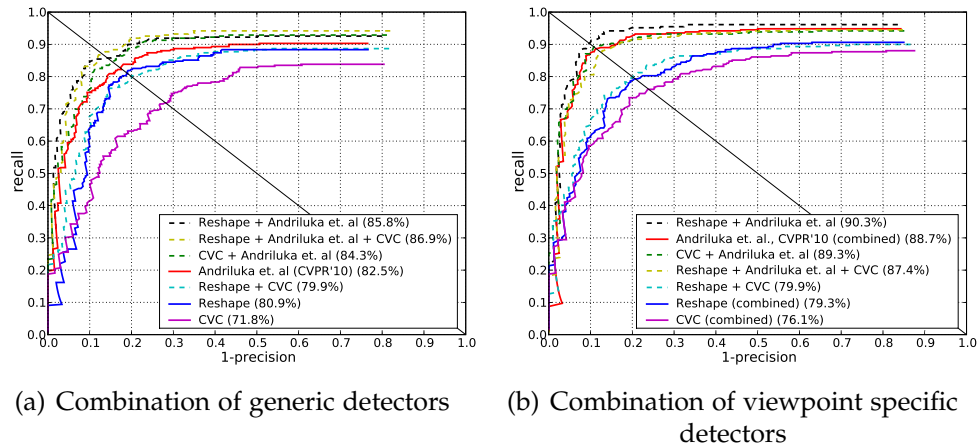 1.0
0.9
0.8
0.7
0.6
0.5
0.4
0.3
0.2
0.1
0.0
recall
0.0 0.1 0.2 0.3 0.4 0.5 0.6 0.7 0.8 0.9 1.0
1-precision
Reshape + Andriluka et. al (85.8%)
Reshape + Andriluka et. al + CVC (86.9%)
CVC + Andriluka et. al (84.3%)
Andriluka et. al (CVPR'10) (82.5%)
Reshape + CVC (79.9%)
Reshape (80.9%)
CVC (71.8%)
(a) Combination of generic detectors
1.0
0.9
0.8
0.7
0.6
0.5
0.4
0.3
0.2
0.1
0.0
recall
0.0 0.1 0.2 0.3 0.4 0.5 0.6 0.7 0.8 0.9 1.0
1-precision
Reshape + Andriluka et. al (90.3%)
Andriluka et. al., CVPR'10 (combined) (88.7%)
CVC + Andriluka et. al (89.3%)
Reshape + Andriluka et. al + CVC (87.4%)
Reshape + CVC (79.9%)
Reshape (combined) (79.3%)
CVC (combined) (76.1%)
(b) Combination of viewpoint specific
detectors